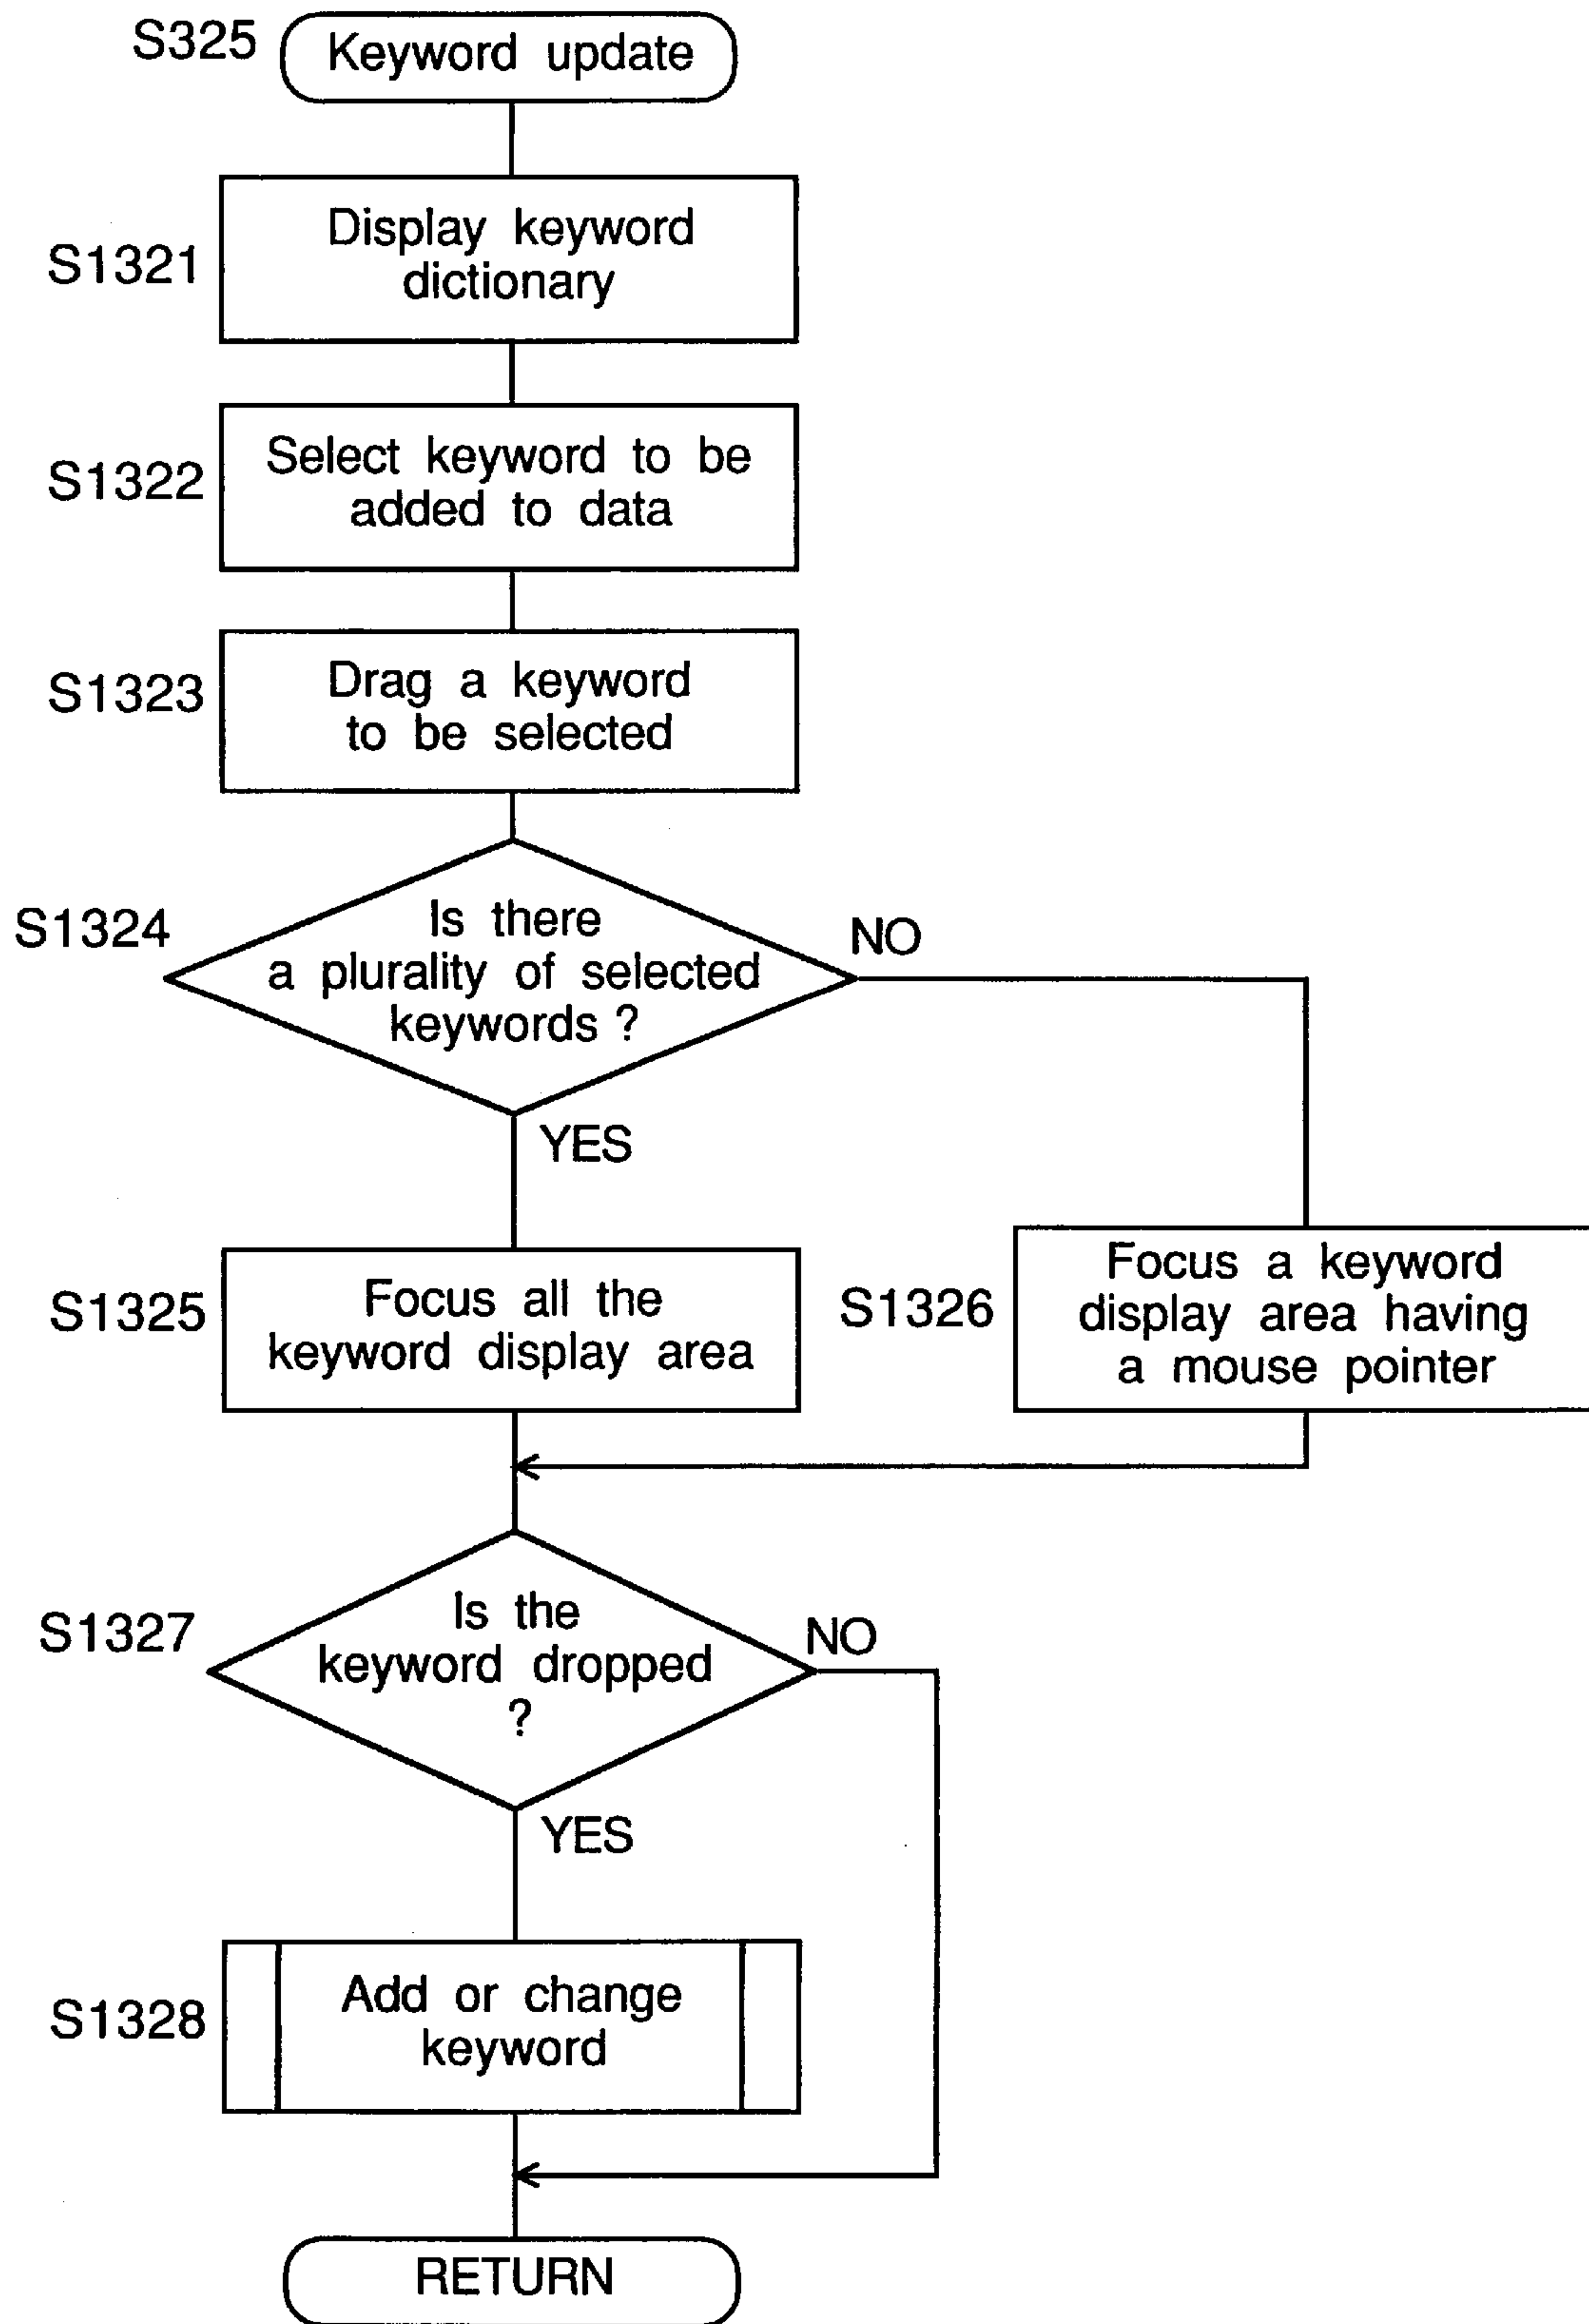 S325
Keyword update
S1321
Display keyword
dictionary
S1322
Select keyword to be
added to data
S1323
Drag a keyword
to be selected
S1324
Is there
a plurality of selected
keywords ?
NO
YES
S1325
Focus all the
keyword display area
S1326
Focus a keyword
display area having
a mouse pointer
S1327
Is the
keyword dropped
?
NO
YES
S1328
Add or change
keyword
RETURN